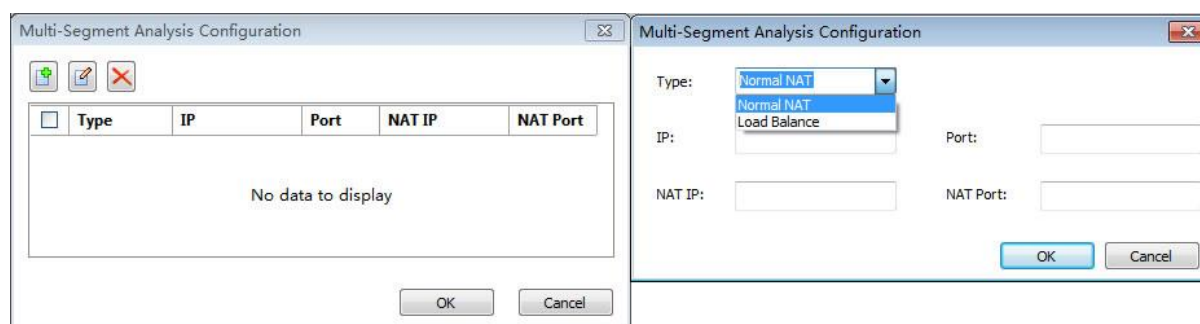 Multi-Segment Analysis Configuration
Type IP Port NAT IP NAT Port
No data to display
OK Cancel
Multi-Segment Analysis Configuration
Type: Normal NAT
Normal NAT
Load Balance
IP: Port:
NAT IP: NAT Port:
OK Cancel